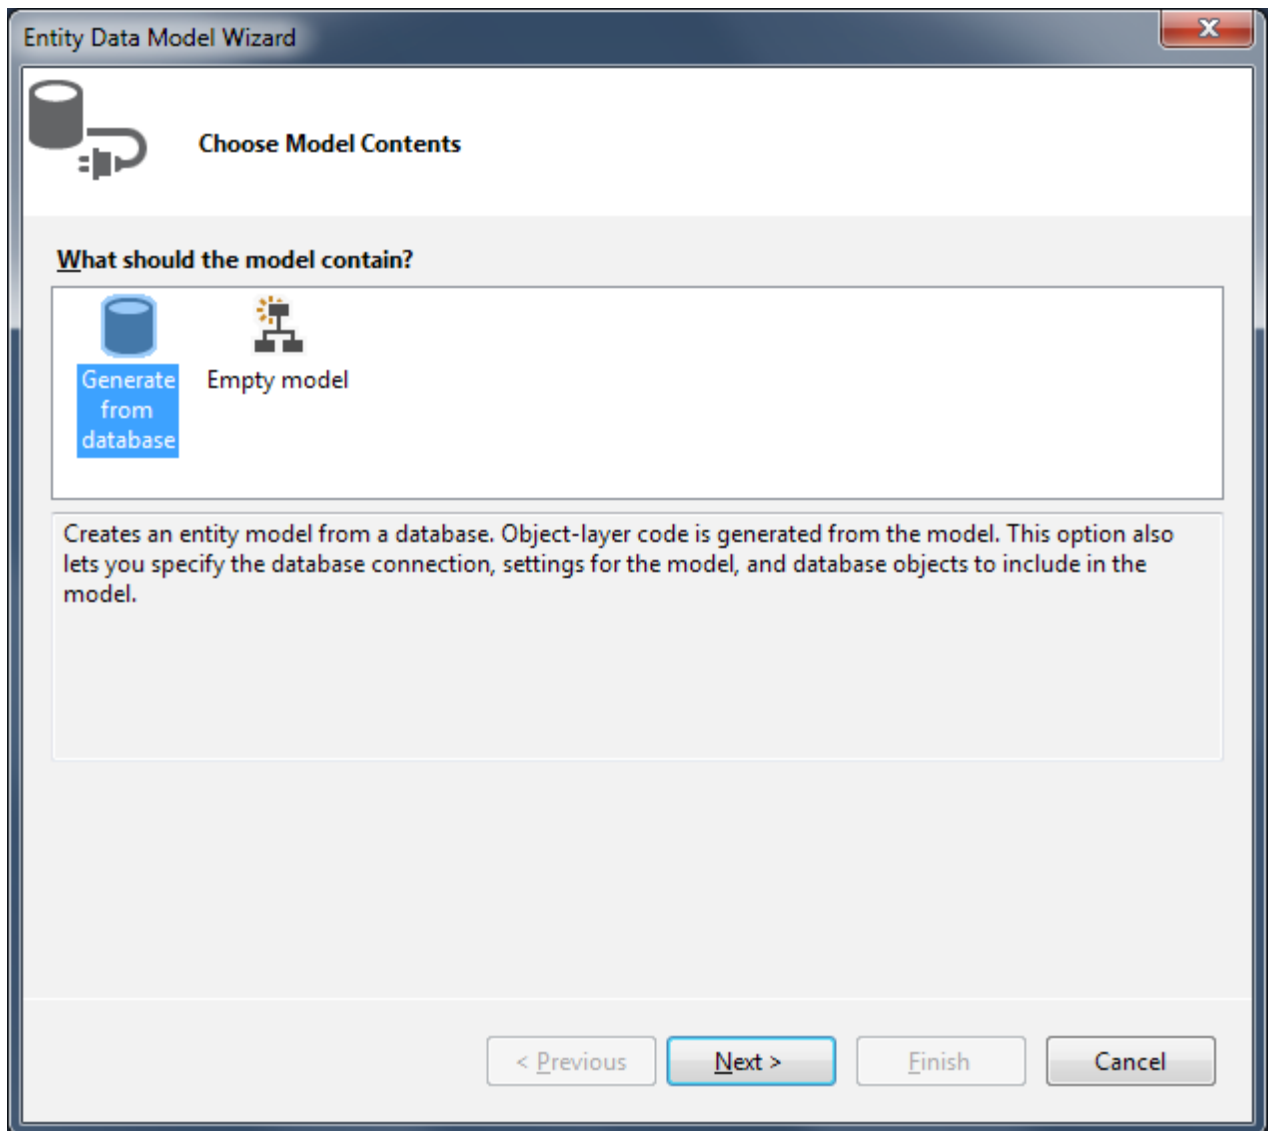 Entity Data Model Wizard
x
Choose Model Contents
What should the model contain?
Generate
from
database
Empty model
Creates an entity model from a database. Object-layer code is generated from the model. This option also
lets you specify the database connection, settings for the model, and database objects to include in the
model.
< Previous
Next >
Finish
Cancel